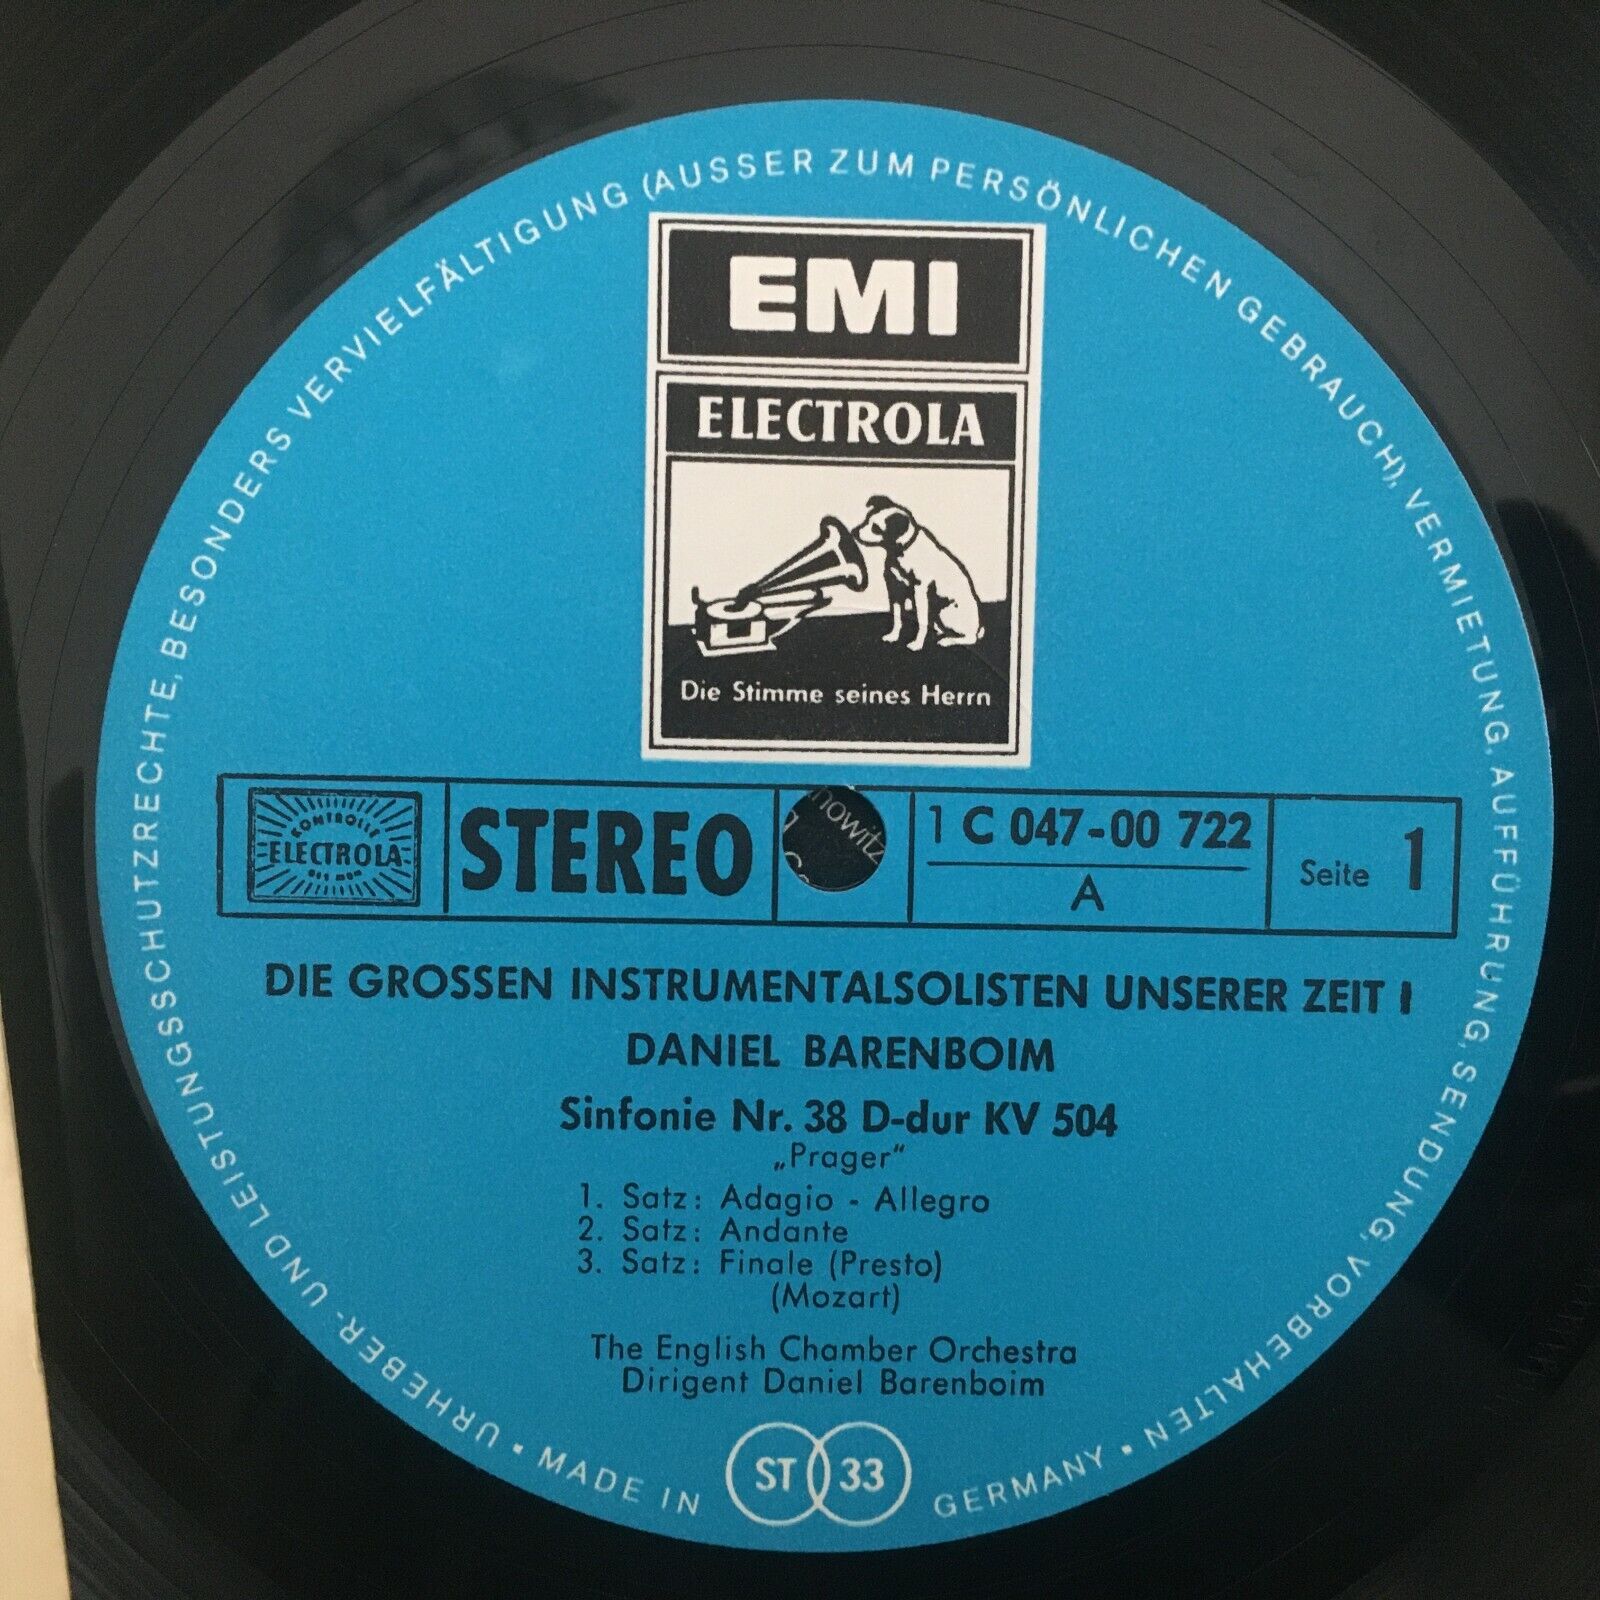 URHEBER- UND LEISTUNGSSCHUTZRECHTE, BESONDERS VERVIELFÄLTIGUNG (AUSSER ZUM PERSÖNLICHEN GEBRAUCH), VERMIETUNG, AUFFÜHRUNG, SENDUNG, VORBEHALTEN
EMI
ELECTROLA
Die Stimme seines Herrn
KONTROLLE
ELECTROLA
STEREO
1 C 047-00 722
A
Seite 1
DIE GROSSEN INSTRUMENTALSOLISTEN UNSERER ZEIT I
DANIEL BARENBOIM
Sinfonie Nr. 38 D-dur KV 504
„Prager"
1. Satz: Adagio - Allegro
2. Satz: Andante
3. Satz: Finale (Presto)
(Mozart)
The English Chamber Orchestra
Dirigent Daniel Barenboim
ST 33
• MADE IN GERMANY •